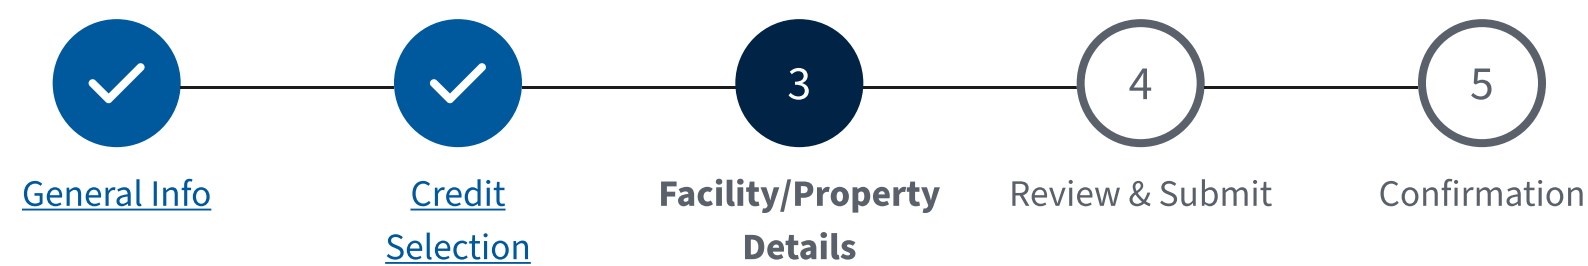 3
4
5
General Info
Credit
Selection
Facility/Property
Details
Review & Submit
Confirmation